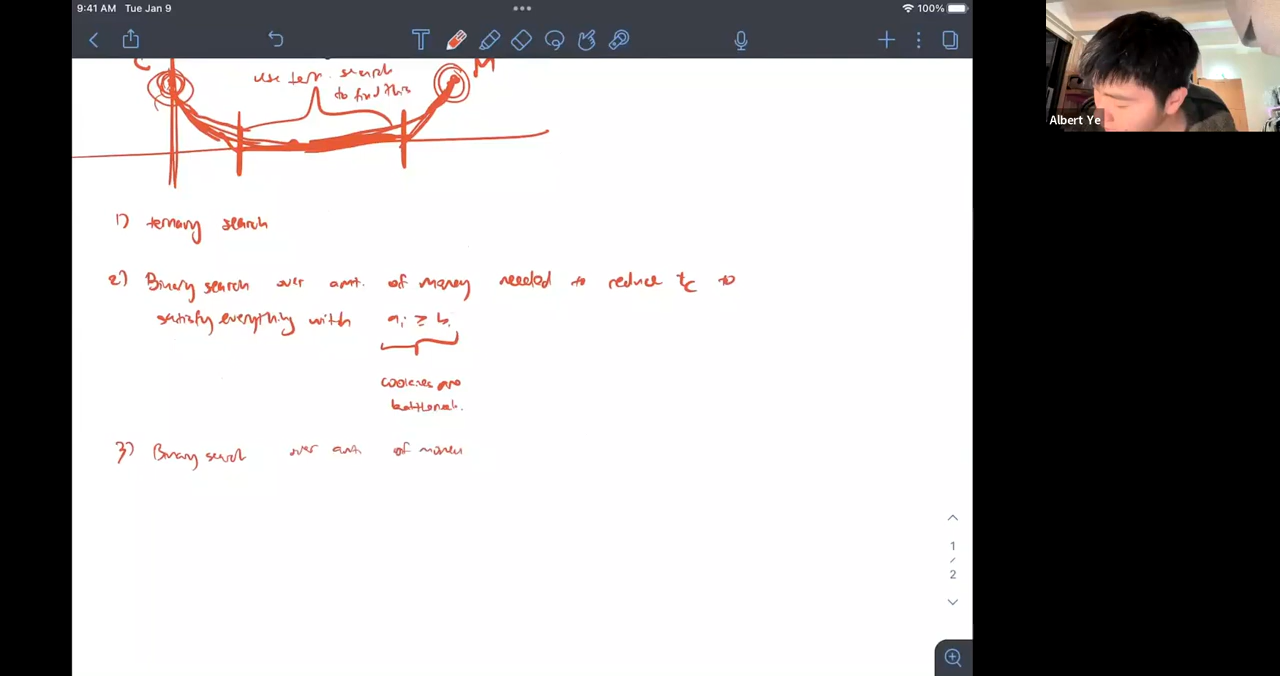 9:41 AM Tue Jan 9
100%
C
M
use tern. search
to find this
1) ternary search
2) Binary search over amt. of money needed to reduce tc to
satisfy everything with ai ≥ bi
cookies are
3) Binary search over amt. of money
1
/
2
Albert Ye